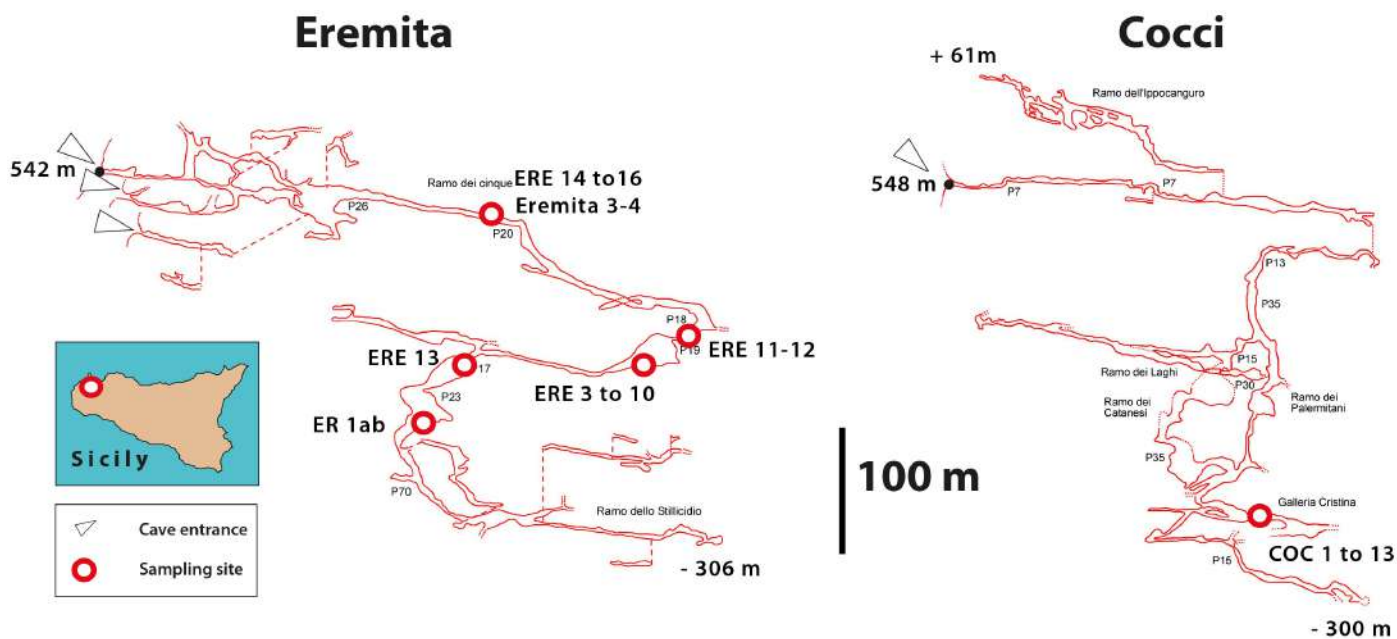 Eremita
542 m
Ramo dei cinque
ERE 14 to16
Eremita 3-4
P26
P20
P18
P19
ERE 11-12
ERE 13
17
ERE 3 to 10
P23
ER 1ab
P70
Ramo dello Stillicidio
- 306 m
Sicily
Cave entrance
Sampling site
100 m
Cocci
+ 61m
Ramo dell'Ippocanguro
548 m
P7
P7
P13
P35
P15
Ramo dei Laghi
P30
Ramo dei
Catanesi
Ramo dei
Palermitani
P35
Galleria Cristina
COC 1 to 13
P15
- 300 m